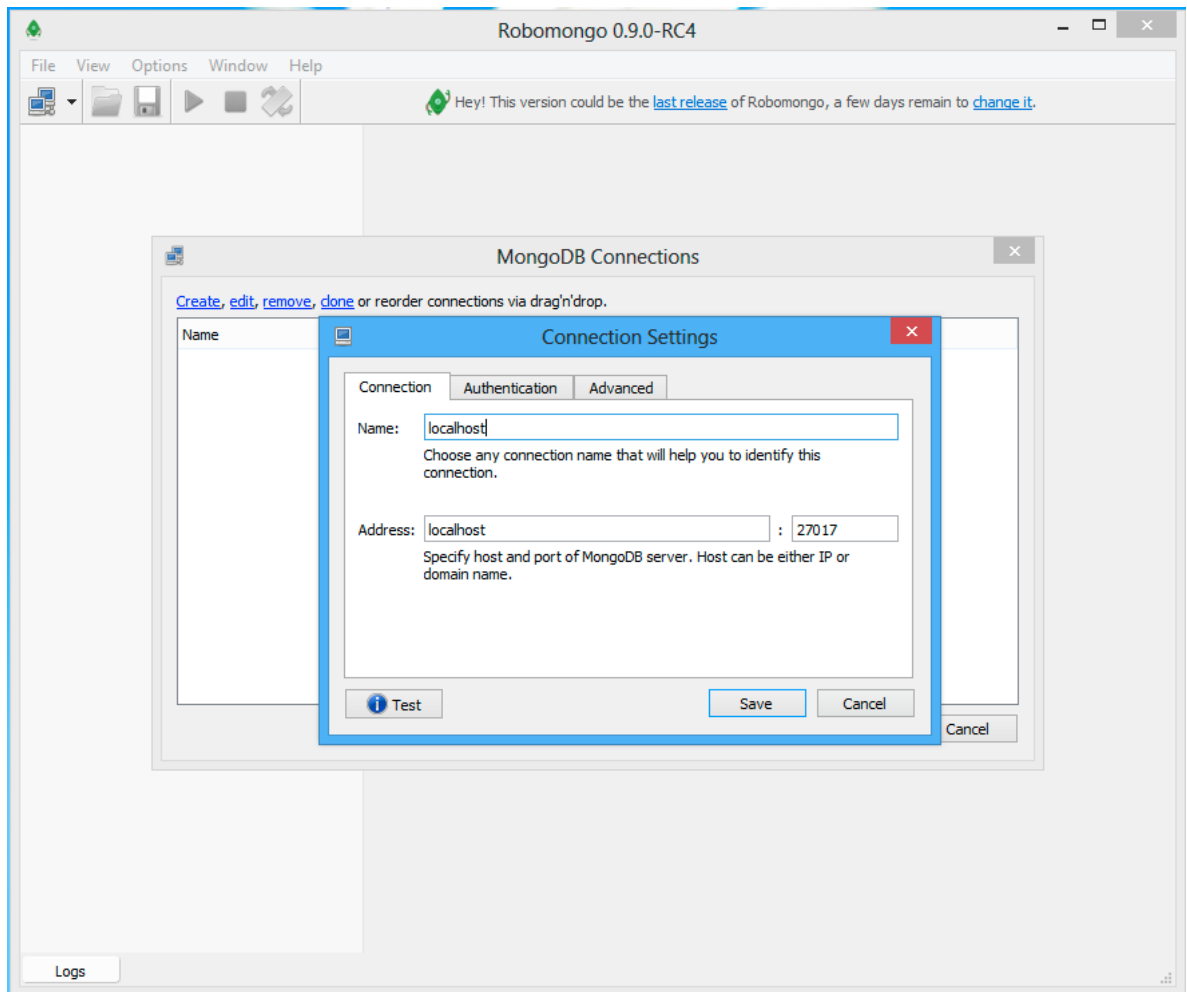 Robomongo 0.9.0-RC4
File View Options Window Help
Hey! This version could be the last release of Robomongo, a few days remain to change it.
MongoDB Connections
Create, edit, remove, clone or reorder connections via drag'n'drop.
Name
Connection Settings
Connection Authentication Advanced
Name: localhost
Choose any connection name that will help you to identify this
connection.
Address: localhost : 27017
Specify host and port of MongoDB server. Host can be either IP or
domain name.
Test Save Cancel
Cancel
Logs